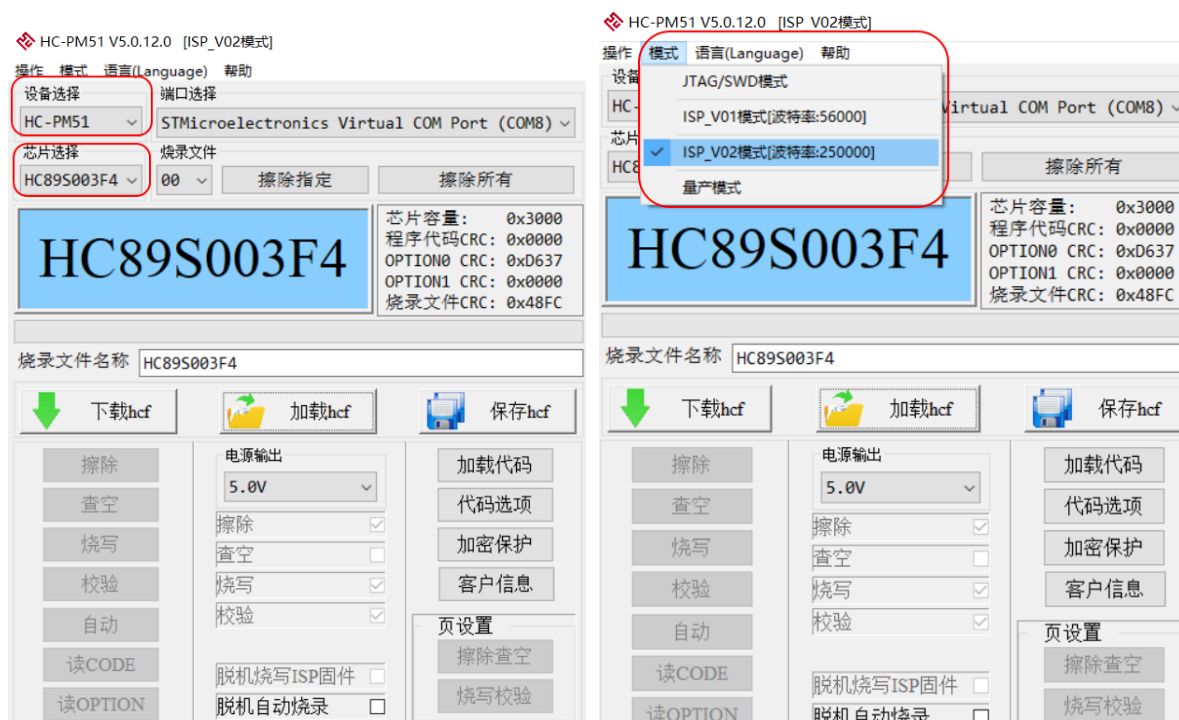 HC-PM51 V5.0.12.0 [ISP_V02模式]
操作 模式 语言(Language) 帮助
设备选择 端口选择
HC-PM51 STMicroelectronics Virtual COM Port (COM8)
芯片选择 烧录文件
HC89S003F4 00 擦除指定 擦除所有
HC89S003F4
芯片容量: 0x3000
程序代码CRC: 0x0000
OPTION0 CRC: 0xD637
OPTION1 CRC: 0x0000
烧录文件CRC: 0x48FC
烧录文件名称 HC89S003F4
下载hcf 加载hcf 保存hcf
擦除
查空
烧写
校验
自动
读CODE
读OPTION
电源输出
5.0V
擦除
查空
烧写
校验
脱机烧写ISP固件
脱机自动烧录
加载代码
代码选项
加密保护
客户信息
页设置
擦除查空
烧写校验
HC-PM51 V5.0.12.0 [ISP_V02模式]
操作 模式 语言(Language) 帮助
JTAG/SWD模式
ISP_V01模式[波特率:56000]
ISP_V02模式[波特率:250000]
量产模式
设备
HC-
Virtual COM Port (COM8)
芯片
HC8
擦除所有
HC89S003F4
芯片容量: 0x3000
程序代码CRC: 0x0000
OPTION0 CRC: 0xD637
OPTION1 CRC: 0x0000
烧录文件CRC: 0x48FC
烧录文件名称 HC89S003F4
下载hcf 加载hcf 保存hcf
擦除
查空
烧写
校验
自动
读CODE
读OPTION
电源输出
5.0V
擦除
查空
烧写
校验
脱机烧写ISP固件
脱机自动烧录
加载代码
代码选项
加密保护
客户信息
页设置
擦除查空
烧写校验